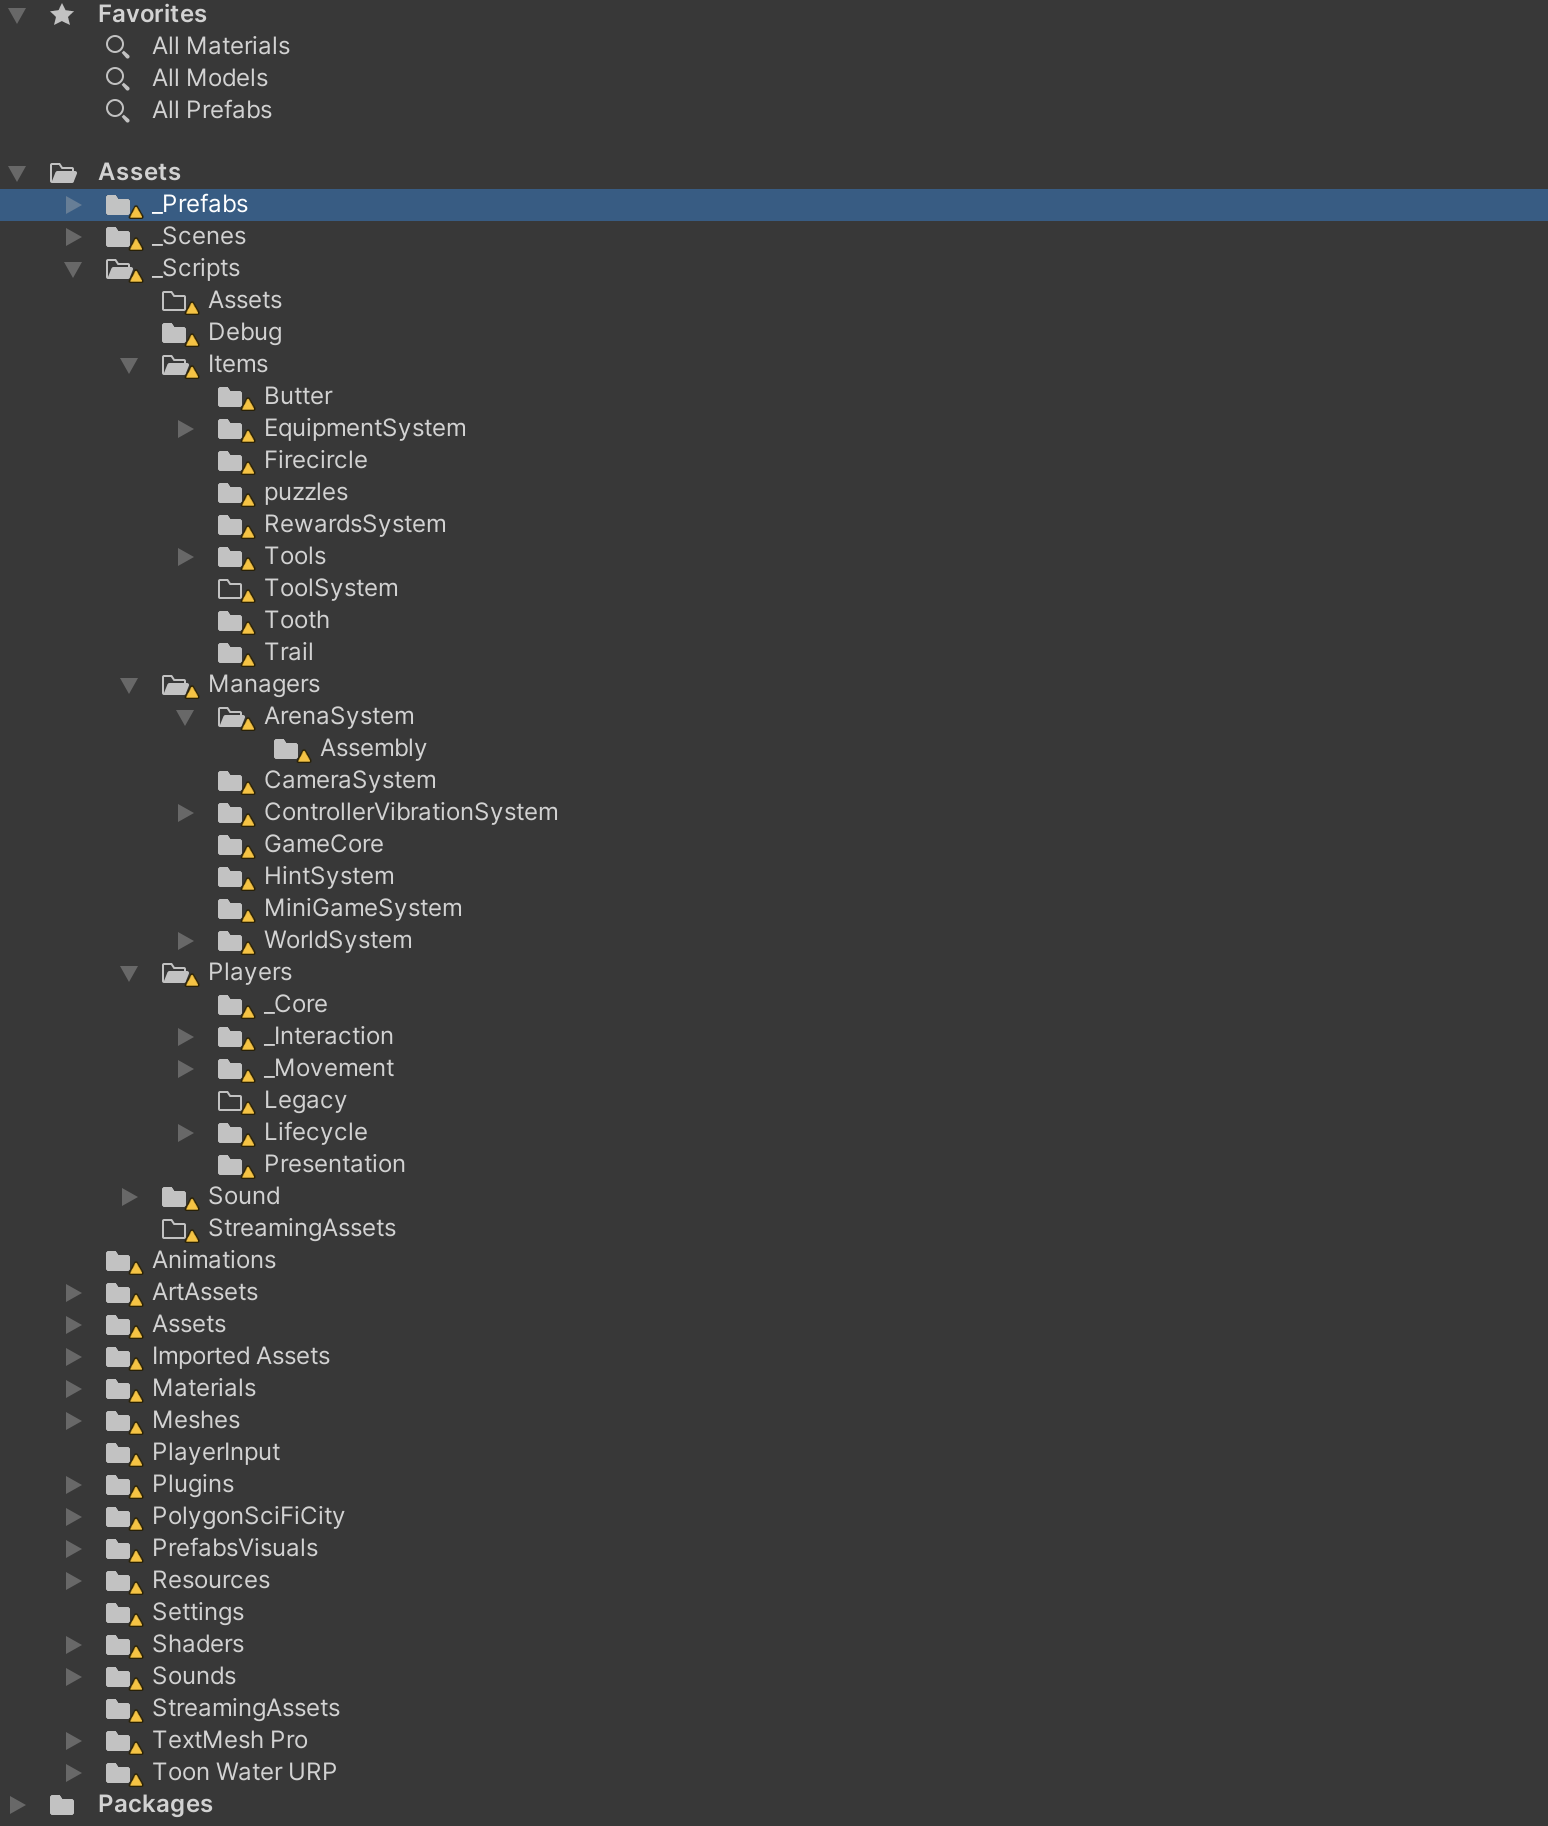 Favorites
All Materials
All Models
All Prefabs
Assets
_Prefabs
_Scenes
_Scripts
Assets
Debug
Items
Butter
EquipmentSystem
Firecircle
puzzles
RewardsSystem
Tools
ToolSystem
Tooth
Trail
Managers
ArenaSystem
Assembly
CameraSystem
ControllerVibrationSystem
GameCore
HintSystem
MiniGameSystem
WorldSystem
Players
_Core
_Interaction
_Movement
Legacy
Lifecycle
Presentation
Sound
StreamingAssets
Animations
ArtAssets
Assets
Imported Assets
Materials
Meshes
PlayerInput
Plugins
PolygonSciFiCity
PrefabsVisuals
Resources
Settings
Shaders
Sounds
StreamingAssets
TextMesh Pro
Toon Water URP
Packages